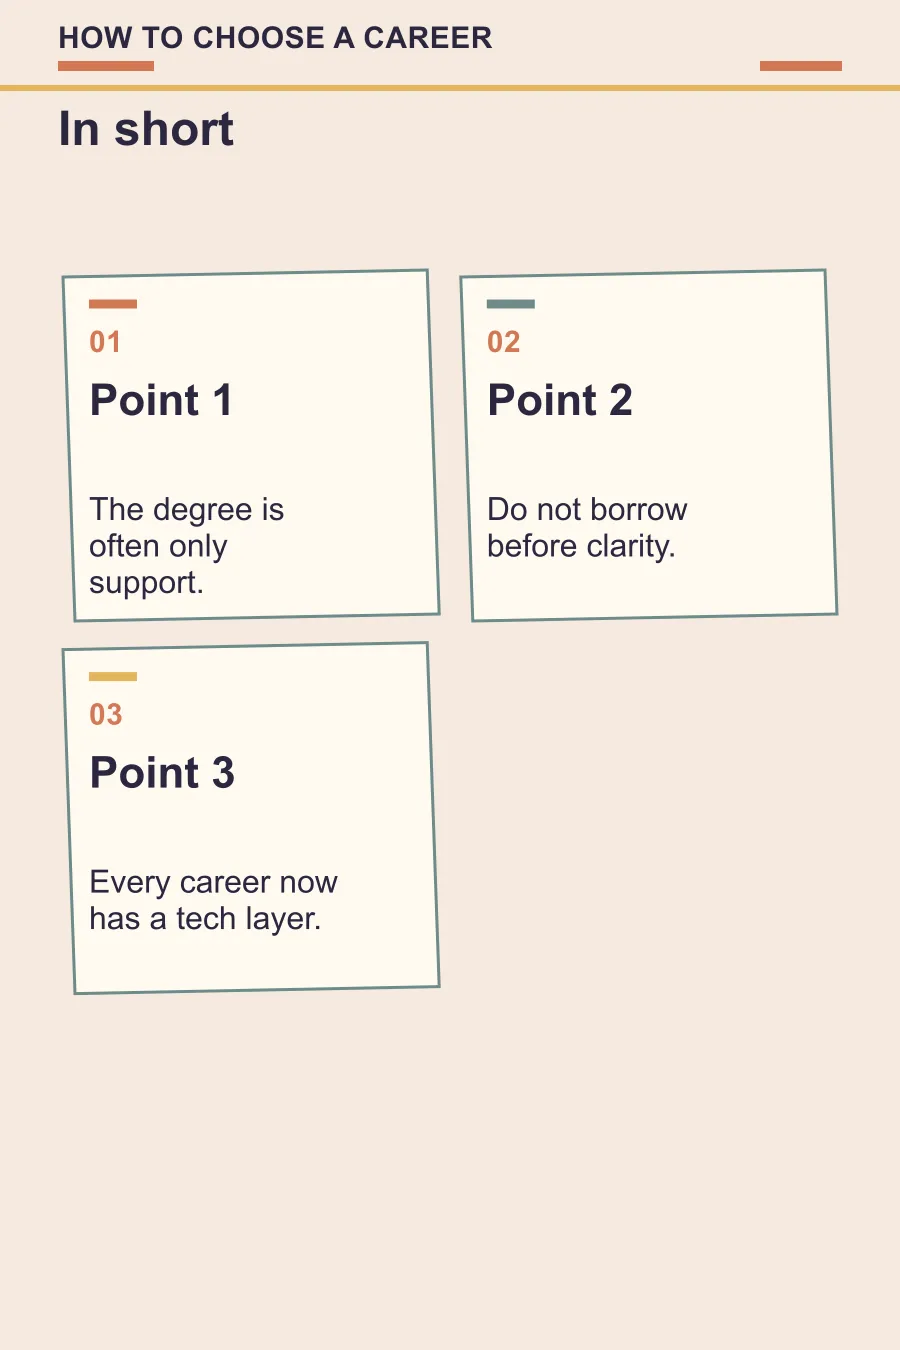 HOW TO CHOOSE A CAREER
In short
01
Point 1
The degree is
often only
support.
02
Point 2
Do not borrow
before clarity.
03
Point 3
Every career now
has a tech layer.